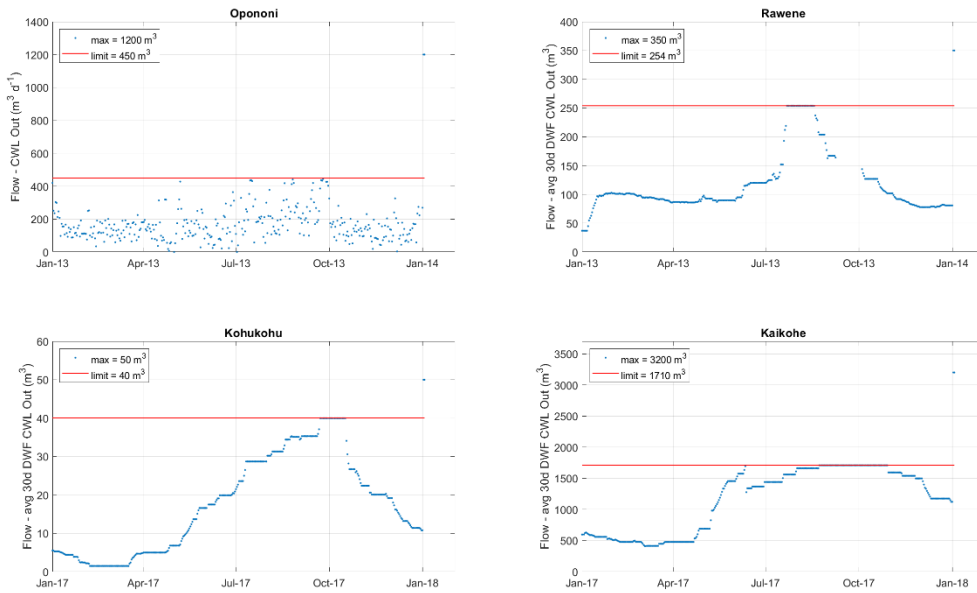 Opononi
max = 1200 m³
limit = 450 m³
Flow - CWL Out (m³ d⁻¹)
1400
1200
1000
800
600
400
200
0
Jan-13
Apr-13
Jul-13
Oct-13
Jan-14
Rawene
max = 350 m³
limit = 254 m³
Flow - avg 30d DWF CWL Out (m³)
400
350
300
250
200
150
100
50
0
Jan-13
Apr-13
Jul-13
Oct-13
Jan-14
Kohukohu
max = 50 m³
limit = 40 m³
Flow - avg 30d DWF CWL Out (m³)
60
50
40
30
20
10
0
Jan-17
Apr-17
Jul-17
Oct-17
Jan-18
Kaikohe
max = 3200 m³
limit = 1710 m³
Flow - avg 30d DWF CWL Out (m³)
3500
3000
2500
2000
1500
1000
500
0
Jan-17
Apr-17
Jul-17
Oct-17
Jan-18